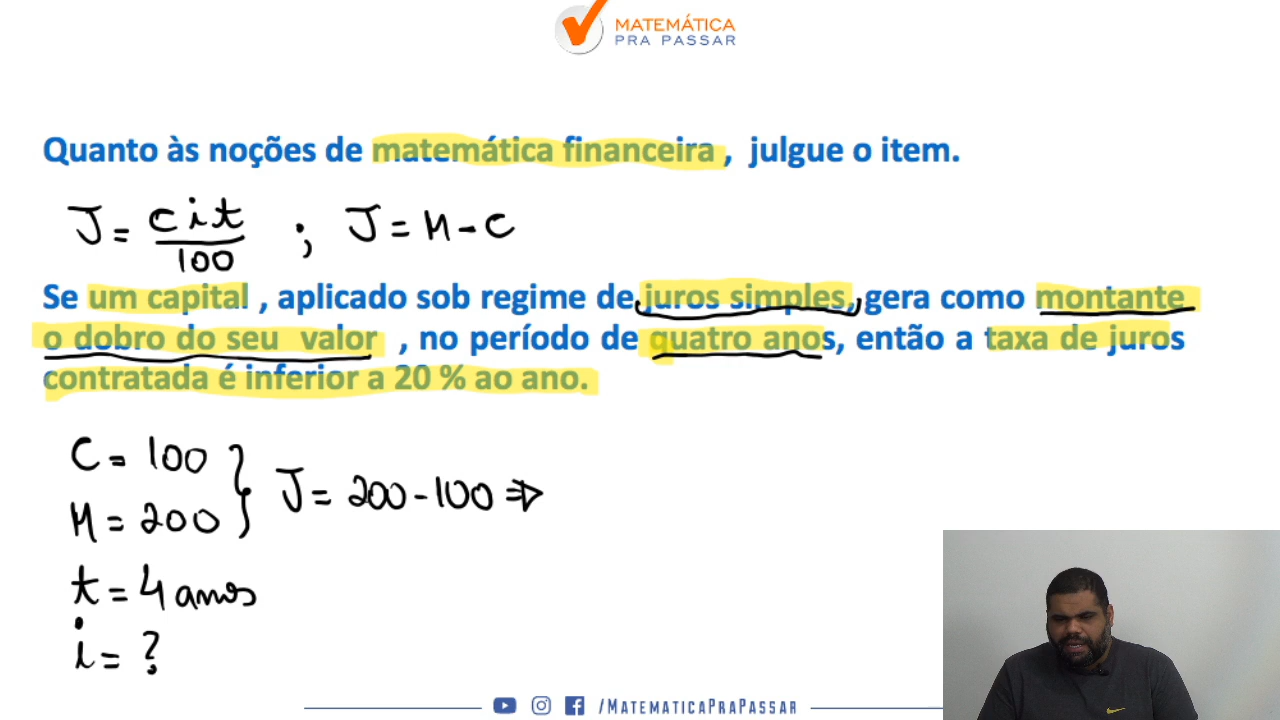 MATEMÁTICA
PRA PASSAR
Quanto às noções de matemática financeira , julgue o item.
J = cit/100 ; J = M - C
Se um capital , aplicado sob regime de juros simples, gera como montante
o dobro do seu valor , no período de quatro anos, então a taxa de juros
contratada é inferior a 20 % ao ano.
C = 100
J = 200 - 100 ⇒
M = 200
t = 4 anos
i = ?
/MatematicaPraPassar